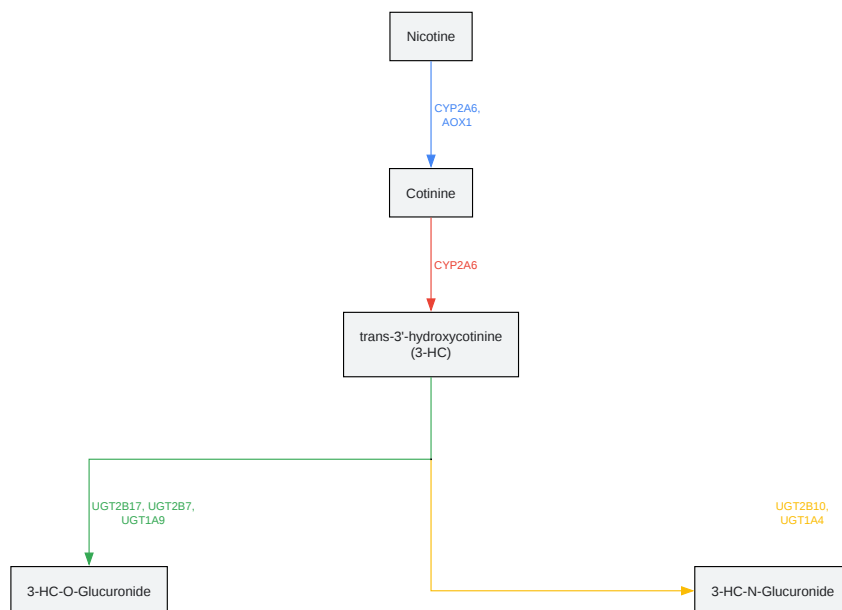 Nicotine
CYP2A6,
AOX1
Cotinine
CYP2A6
trans-3'-hydroxycotinine
(3-HC)
UGT2B17, UGT2B7,
UGT1A9
UGT2B10,
UGT1A4
3-HC-O-Glucuronide
3-HC-N-Glucuronide